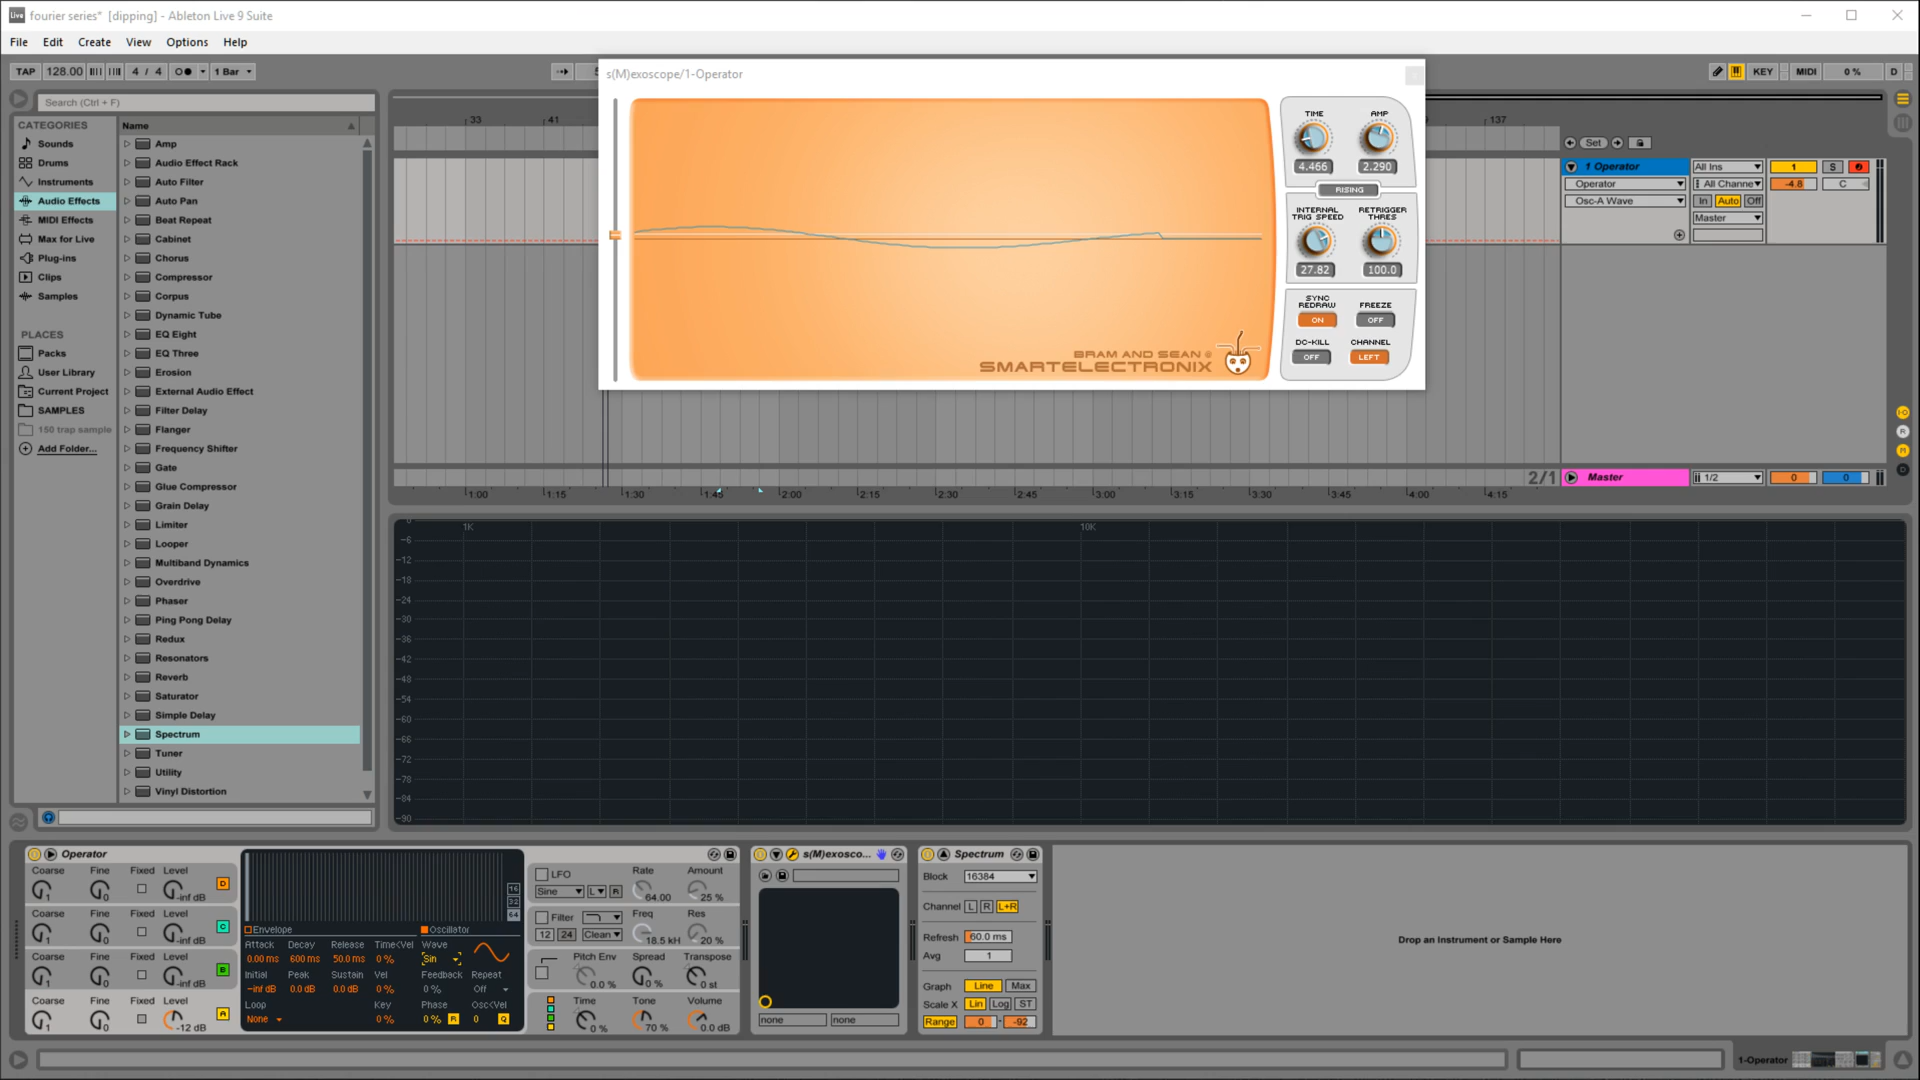 Live fourier series* [dipping] - Ableton Live 9 Suite
File Edit Create View Options Help
TAP 128.00 4 / 4 1 Bar
KEY MIDI 0 % D
s(M)exoscope/1-Operator
Search (Ctrl + F)
CATEGORIES
Sounds
Drums
Instruments
Audio Effects
MIDI Effects
Max for Live
Plug-ins
Clips
Samples
PLACES
Packs
User Library
Current Project
SAMPLES
150 trap sample
Add Folder...
Name
Amp
Audio Effect Rack
Auto Filter
Auto Pan
Beat Repeat
Cabinet
Chorus
Compressor
Corpus
Dynamic Tube
EQ Eight
EQ Three
Erosion
External Audio Effect
Filter Delay
Flanger
Frequency Shifter
Gate
Glue Compressor
Grain Delay
Limiter
Looper
Multiband Dynamics
Overdrive
Phaser
Ping Pong Delay
Redux
Resonators
Reverb
Saturator
Simple Delay
Spectrum
Tuner
Utility
Vinyl Distortion
33 41 137
TIME AMP
4.466 2.290
RISING
INTERNAL TRIG SPEED
RETRIGGER THRES
27.82 100.0
SYNC REDRAW
FREEZE
ON OFF
DC-KILL CHANNEL
OFF LEFT
BRAM AND SEAN @
SMARTELECTRONIX
Set
1 Operator All Ins 1 S
Operator All Channe -4.8 C
Osc-A Wave In Auto Off
Master
2/1 Master 1/2 0 0
1:00 1:15 1:30 1:45 2:00 2:15 2:30 2:45 3:00 3:15 3:30 3:45 4:00 4:15
1K 10K
0
-6
-12
-18
-24
-30
-36
-42
-48
-54
-60
-66
-72
-78
-84
-90
Operator
Coarse Fine Fixed Level
1 0 -inf dB D
Coarse Fine Fixed Level
1 0 -inf dB C
Coarse Fine Fixed Level
1 0 -inf dB B
Coarse Fine Fixed Level
1 0 -12 dB A
16
32
64
Envelope Oscillator
Attack Decay Release Time<Vel Wave
0.00 ms 600 ms 50.0 ms 0 % Sin
Initial Peak Sustain Vel Feedback Repeat
-inf dB 0.0 dB 0.0 dB 0 % 0 % Off
Loop Key Phase Osc<Vel
None 0 % 0 % R 0 Q
LFO Rate Amount
Sine L R 64.00 25 %
Filter Freq Res
12 24 Clean 18.5 kH 20 %
Pitch Env Spread Transpose
0.0 % 0 % 0 st
Time Tone Volume
0 % 70 % 0.0 dB
s(M)exosco...
none none
Spectrum
Block 16384
Channel L R L+R
Refresh 60.0 ms
Avg 1
Graph Line Max
Scale X Lin Log ST
Range 0 - -92
Drop an Instrument or Sample Here
1-Operator